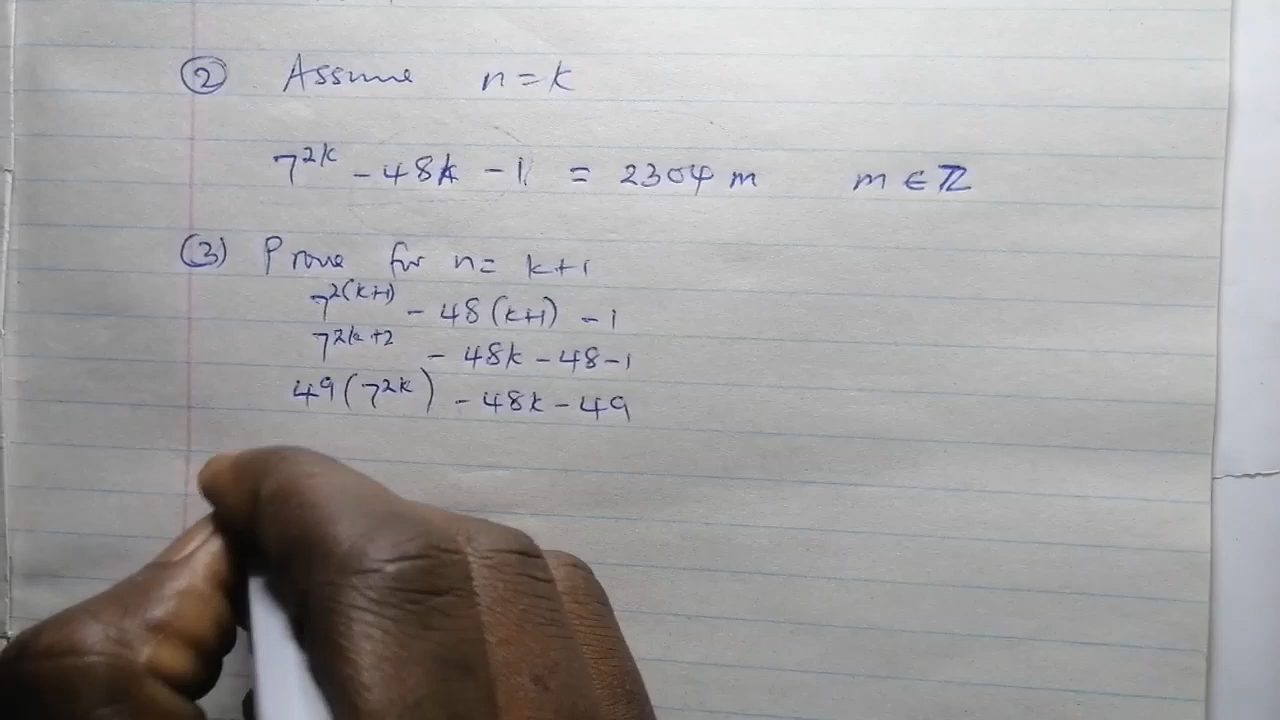 ② Assume n=k
7^{2k} - 48k - 1 = 2304m m ∈ ℤ
(3) Prove for n= k+1
7^{2(k+1)} - 48(k+1) - 1
7^{2k+2} - 48k - 48 - 1
49(7^{2k}) - 48k - 49